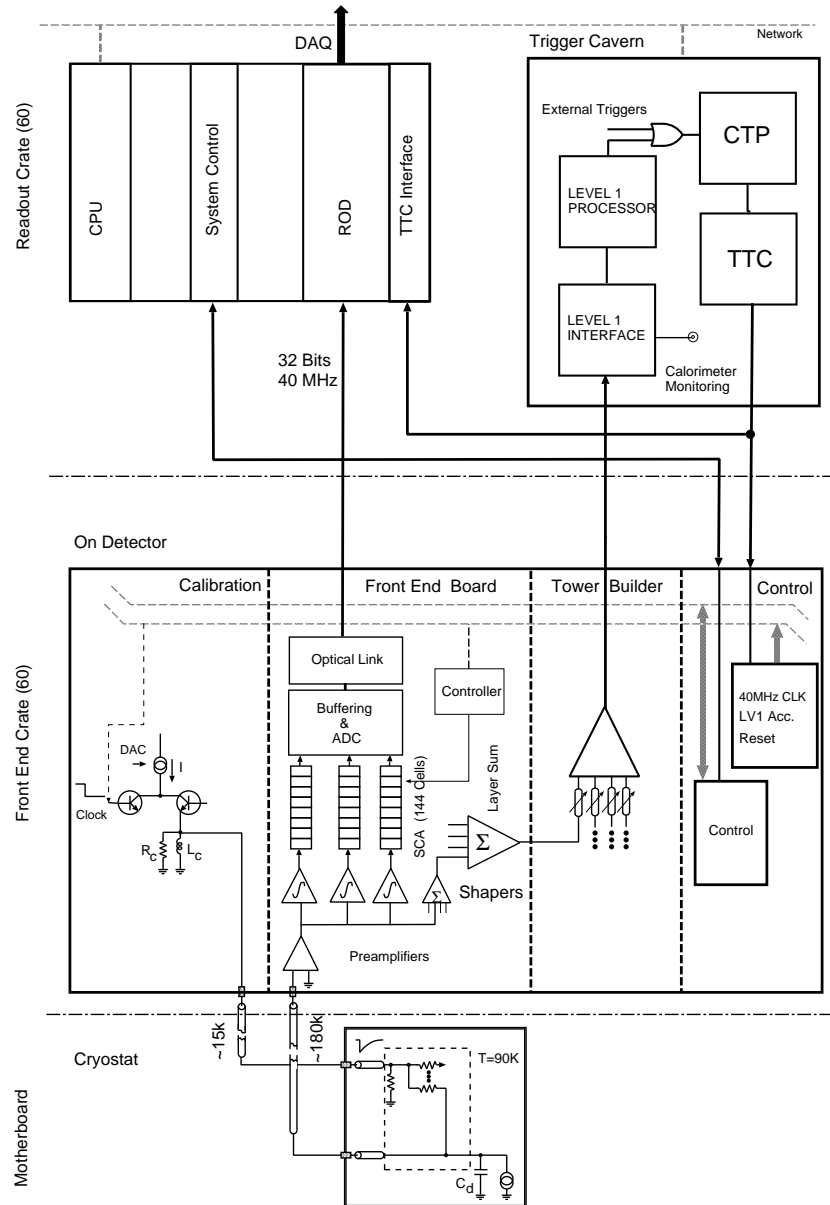 DAQ
Network
Trigger Cavern
Readout Crate (60)
CPU
System Control
ROD
TTC Interface
External Triggers
CTP
LEVEL 1
PROCESSOR
TTC
LEVEL 1
INTERFACE
Calorimeter
Monitoring
32 Bits
40 MHz
On Detector
Front End Crate (60)
Calibration
Front End Board
Tower Builder
Control
Optical Link
Controller
Buffering
&
ADC
40MHz CLK
LV1 Acc.
Reset
DAC
I
Clock
Rc
Lc
SCA (144 Cells)
Layer Sum
Σ
Σ
∫
∫
∫
Shapers
Control
Preamplifiers
~15k
~180k
Motherboard
Cryostat
T=90K
Cd